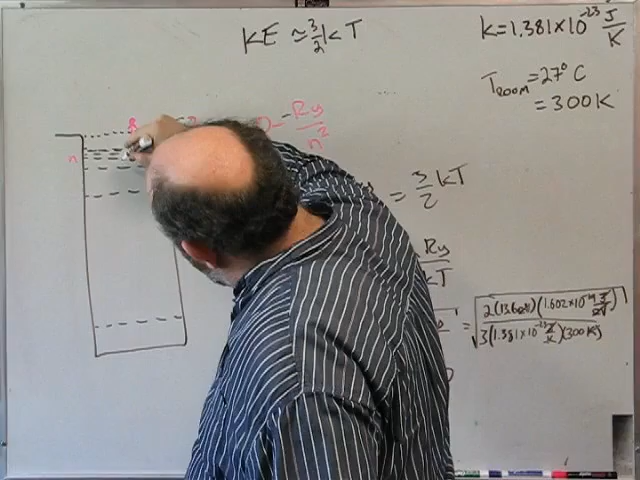 KE ≃ 3/2 kT
k = 1.381×10⁻²³ J/K
T_ROOM = 27° C
= 300K
n
-Ry/n²
= 3/2 kT
Ry
kT
= √(2(13.6eV)(1.602×10⁻¹⁹ J/eV) / 3(1.381×10⁻²³ J/K)(300K))